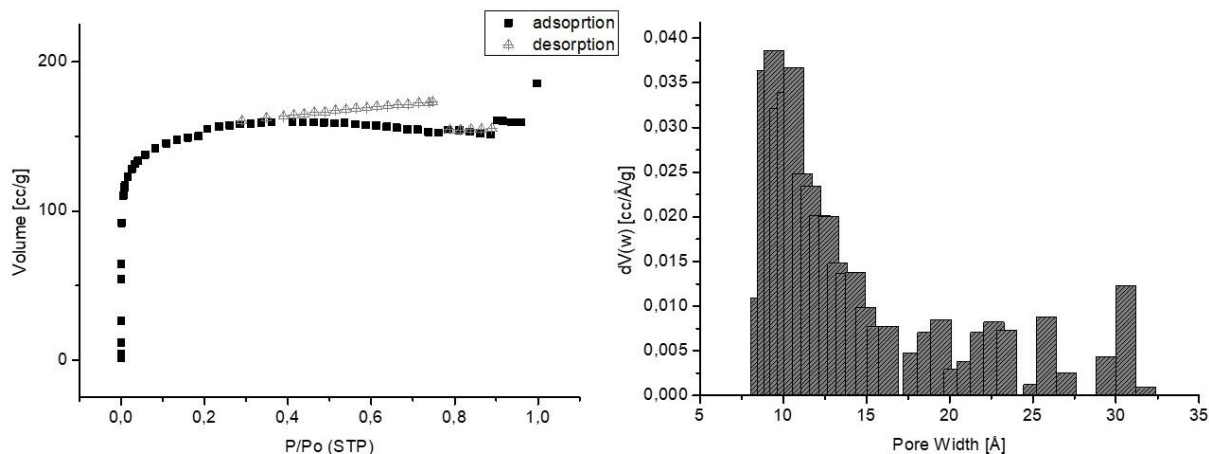 adsoprtion
desorption
200
100
0
Volume [cc/g]
0,0 0,2 0,4 0,6 0,8 1,0
P/Po (STP)
0,040
0,035
0,030
0,025
0,020
0,015
0,010
0,005
0,000
dV(w) [cc/Å/g]
5 10 15 20 25 30 35
Pore Width [Å]